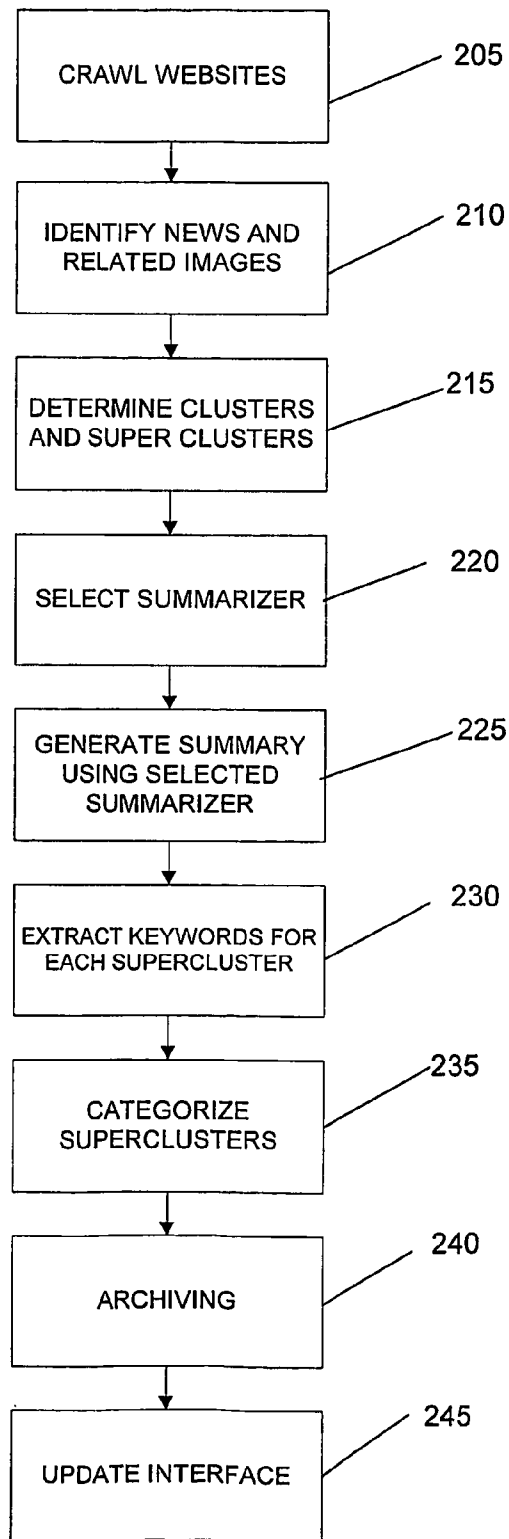 CRAWL WEBSITES
205
IDENTIFY NEWS AND
RELATED IMAGES
210
DETERMINE CLUSTERS
AND SUPER CLUSTERS
215
SELECT SUMMARIZER
220
GENERATE SUMMARY
USING SELECTED
SUMMARIZER
225
EXTRACT KEYWORDS FOR
EACH SUPERCLUSTER
230
CATEGORIZE
SUPERCLUSTERS
235
ARCHIVING
240
UPDATE INTERFACE
245